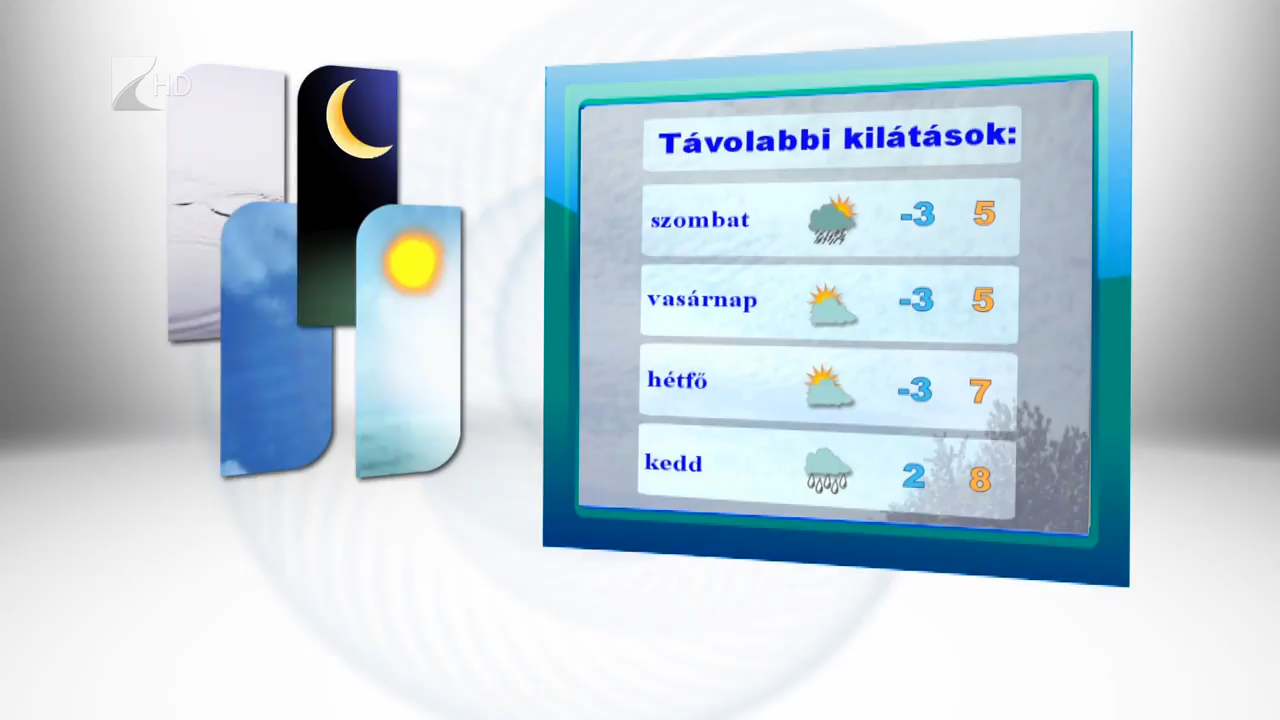 HD
Távolabbi kilátások:
szombat -3 5
vasárnap -3 5
hétfő -3 7
kedd 2 8